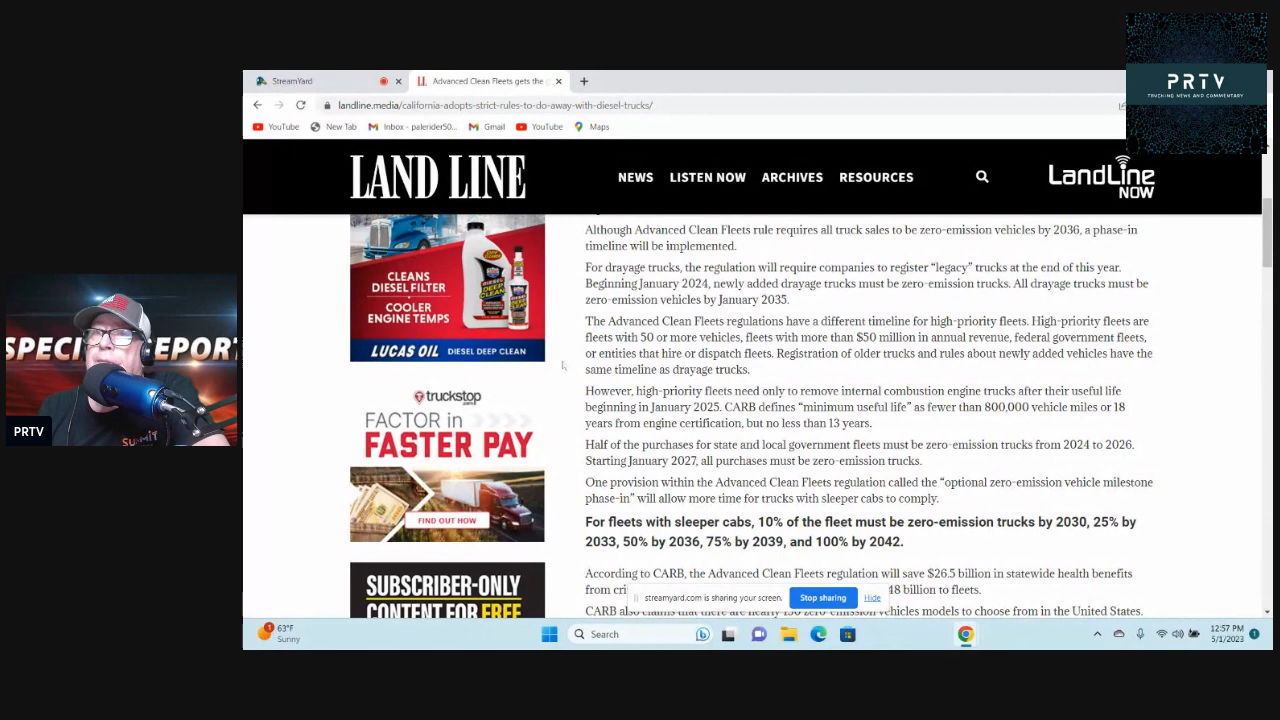 PRTV
TRUCKING NEWS AND COMMENTARY
StreamYard
Advanced Clean Fleets gets the
landline.media/california-adopts-strict-rules-to-do-away-with-diesel-trucks/
YouTube
New Tab
Inbox - palerider50...
Gmail
YouTube
Maps
LAND LINE
NEWS
LISTEN NOW
ARCHIVES
RESOURCES
LandLine
NOW
CLEANS
DIESEL FILTER
COOLER
ENGINE TEMPS
LUCAS OIL DIESEL DEEP CLEAN
truckstop
FACTOR in
FASTER PAY
FIND OUT HOW
SUBSCRIBER-ONLY
CONTENT FOR FREE
Although Advanced Clean Fleets rule requires all truck sales to be zero-emission vehicles by 2036, a phase-in
timeline will be implemented.
For drayage trucks, the regulation will require companies to register “legacy” trucks at the end of this year.
Beginning January 2024, newly added drayage trucks must be zero-emission trucks. All drayage trucks must be
zero-emission vehicles by January 2035.
The Advanced Clean Fleets regulations have a different timeline for high-priority fleets. High-priority fleets are
fleets with 50 or more vehicles, fleets with more than $50 million in annual revenue, federal government fleets,
or entities that hire or dispatch fleets. Registration of older trucks and rules about newly added vehicles have the
same timeline as drayage trucks.
However, high-priority fleets need only to remove internal combustion engine trucks after their useful life
beginning in January 2025. CARB defines “minimum useful life” as fewer than 800,000 vehicle miles or 18
years from engine certification, but no less than 13 years.
Half of the purchases for state and local government fleets must be zero-emission trucks from 2024 to 2026.
Starting January 2027, all purchases must be zero-emission trucks.
One provision within the Advanced Clean Fleets regulation called the “optional zero-emission vehicle milestone
phase-in” will allow more time for trucks with sleeper cabs to comply.
For fleets with sleeper cabs, 10% of the fleet must be zero-emission trucks by 2030, 25% by
2033, 50% by 2036, 75% by 2039, and 100% by 2042.
According to CARB, the Advanced Clean Fleets regulation will save $26.5 billion in statewide health benefits
from cri 48 billion to fleets.
streamyard.com is sharing your screen.
Stop sharing
Hide
CARB also claims that there are nearly 150 zero-emission vehicles models to choose from in the United States.
SPECI EPORT
SUMMIT
PRTV
63°F
Sunny
Search
12:57 PM
5/1/2023